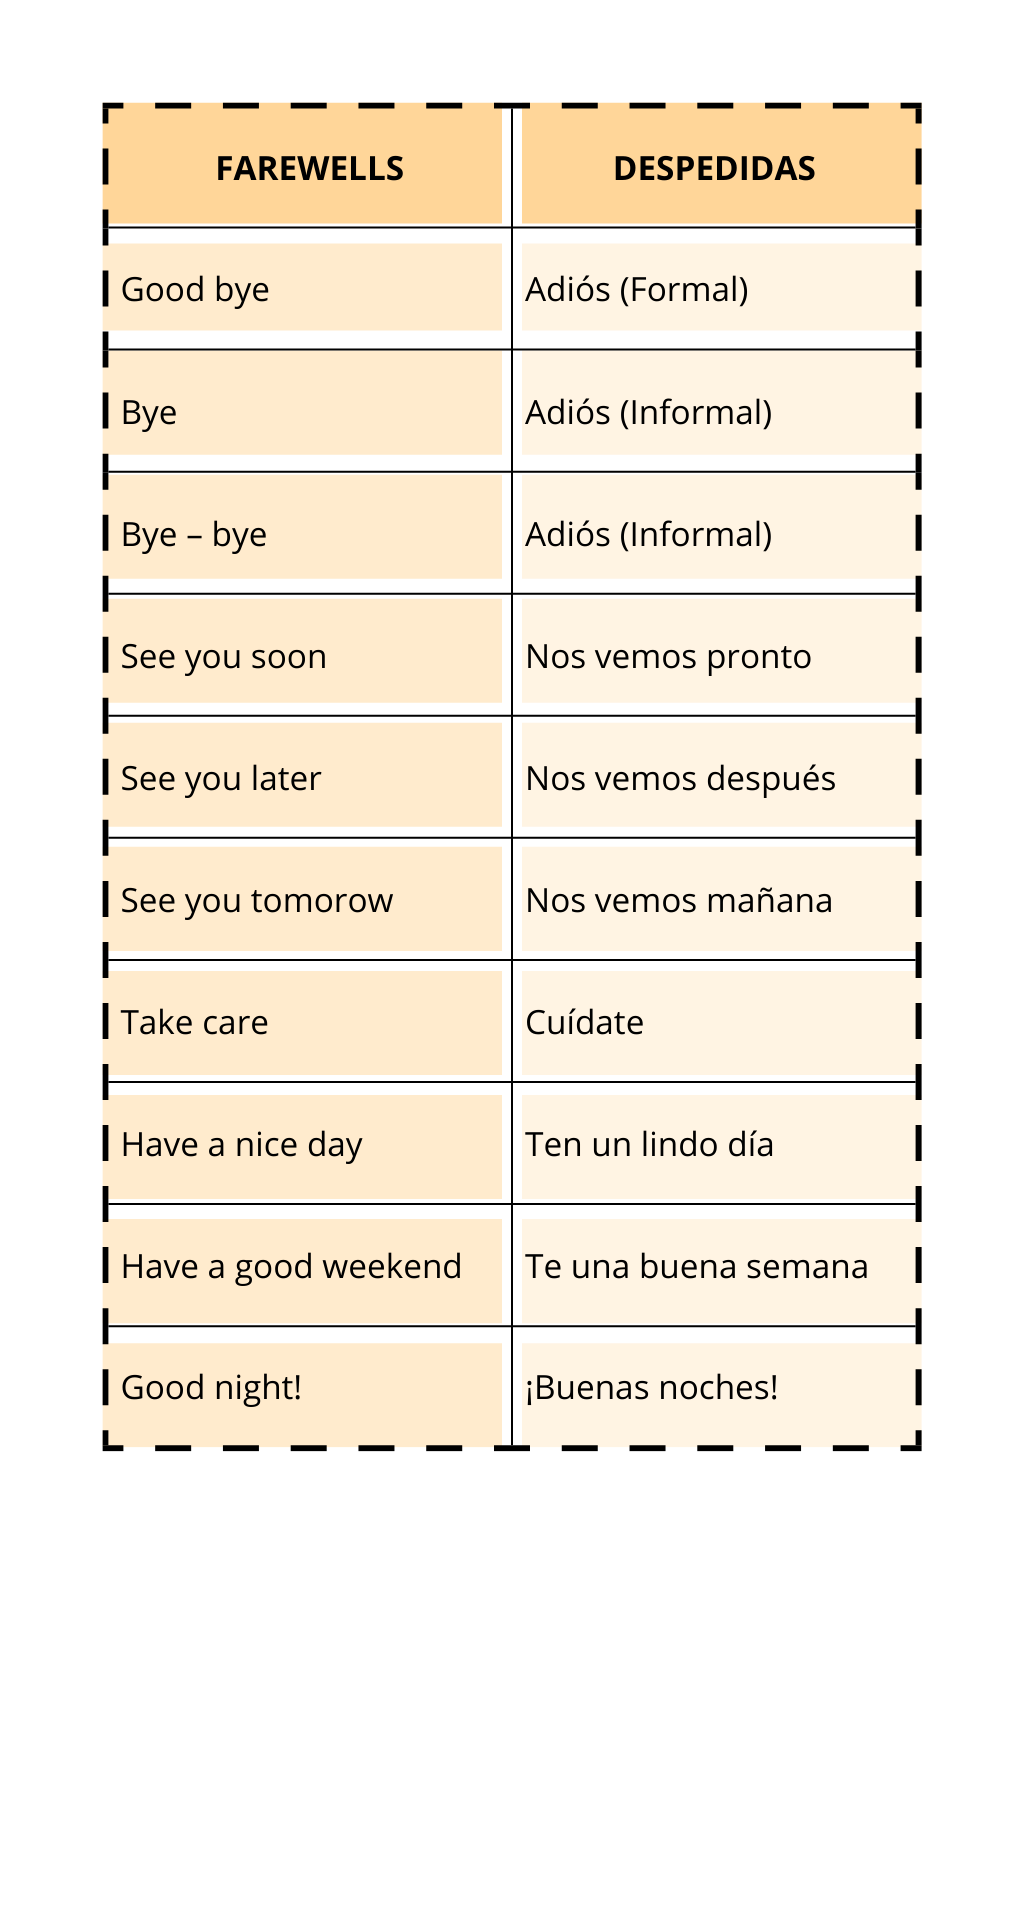 FAREWELLS DESPEDIDAS
Good bye Adiós (Formal)
Bye Adiós (Informal)
Bye – bye Adiós (Informal)
See you soon Nos vemos pronto
See you later Nos vemos después
See you tomorow Nos vemos mañana
Take care Cuídate
Have a nice day Ten un lindo día
Have a good weekend Te una buena semana
Good night! ¡Buenas noches!